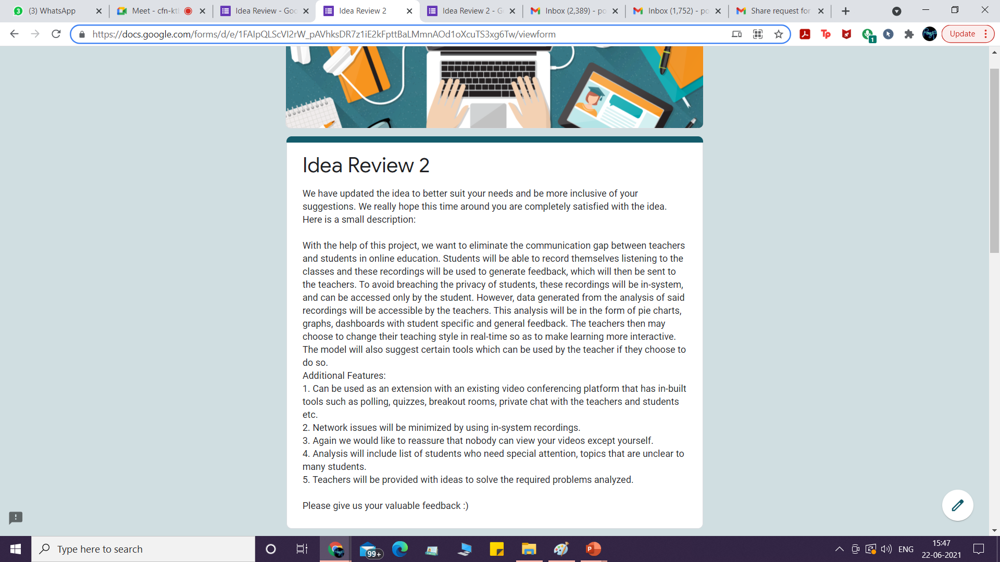 (3) WhatsApp
Meet - cfn-kt
Idea Review - Goo
Idea Review 2
Idea Review 2 - G
Inbox (2,389) - po
Inbox (1,752) - po
Share request for
https://docs.google.com/forms/d/e/1FAIpQLScVI2rW_pAVhksDR7z1iE2kFpttBaLMmnAOd1oXcuTS3xg6Tw/viewform
1
Update
Idea Review 2
We have updated the idea to better suit your needs and be more inclusive of your
suggestions. We really hope this time around you are completely satisfied with the idea.
Here is a small description:
With the help of this project, we want to eliminate the communication gap between teachers
and students in online education. Students will be able to record themselves listening to the
classes and these recordings will be used to generate feedback, which will then be sent to
the teachers. To avoid breaching the privacy of students, these recordings will be in-system,
and can be accessed only by the student. However, data generated from the analysis of said
recordings will be accessible by the teachers. This analysis will be in the form of pie charts,
graphs, dashboards with student specific and general feedback. The teachers then may
choose to change their teaching style in real-time so as to make learning more interactive.
The model will also suggest certain tools which can be used by the teacher if they choose to
do so.
Additional Features:
1. Can be used as an extension with an existing video conferencing platform that has in-built
tools such as polling, quizzes, breakout rooms, private chat with the teachers and students
etc.
2. Network issues will be minimized by using in-system recordings.
3. Again we would like to reassure that nobody can view your videos except yourself.
4. Analysis will include list of students who need special attention, topics that are unclear to
many students.
5. Teachers will be provided with ideas to solve the required problems analyzed.
Please give us your valuable feedback :)
Type here to search
99+
ENG
15:47
22-06-2021